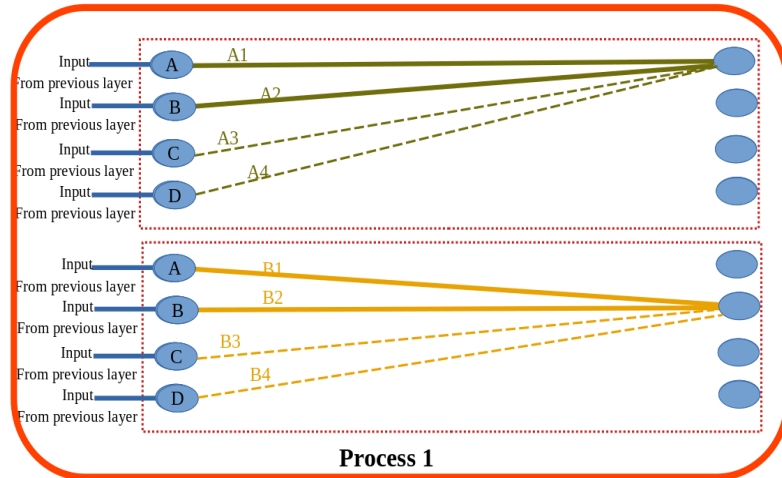 Input
A
A1
From previous layer
Input
B
A2
From previous layer
Input
C
A3
From previous layer
Input
D
A4
From previous layer
Input
A
B1
From previous layer
Input
B
B2
From previous layer
Input
C
B3
From previous layer
Input
D
B4
From previous layer
Process 1